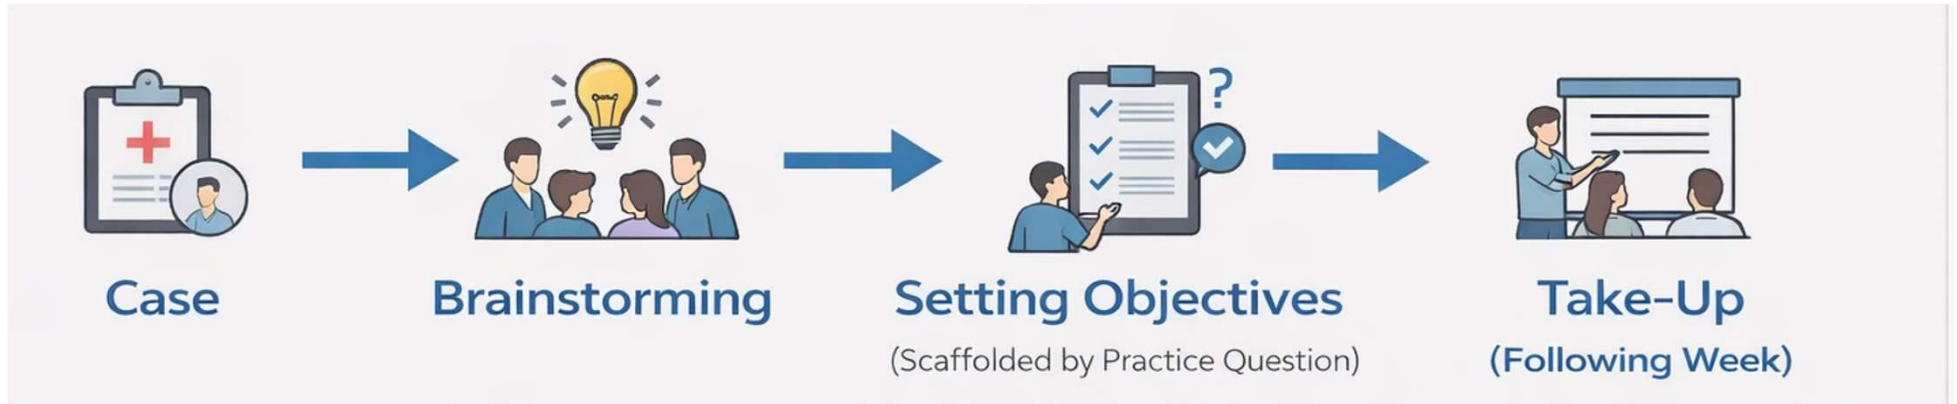 Case
Brainstorming
Setting Objectives
(Scaffolded by Practice Question)
Take-Up
(Following Week)
?